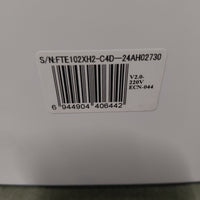 S/N:FTE102XH2-C4D--24AH02730
V2.0-
220V
ECN-044
6 944904 406442